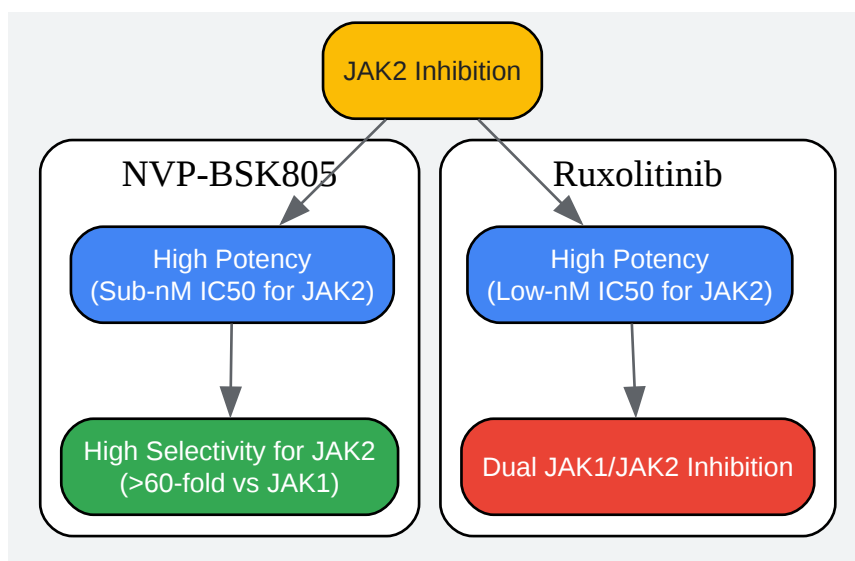 JAK2 Inhibition
NVP-BSK805
High Potency
(Sub-nM IC50 for JAK2)
High Selectivity for JAK2
(>60-fold vs JAK1)
Ruxolitinib
High Potency
(Low-nM IC50 for JAK2)
Dual JAK1/JAK2 Inhibition